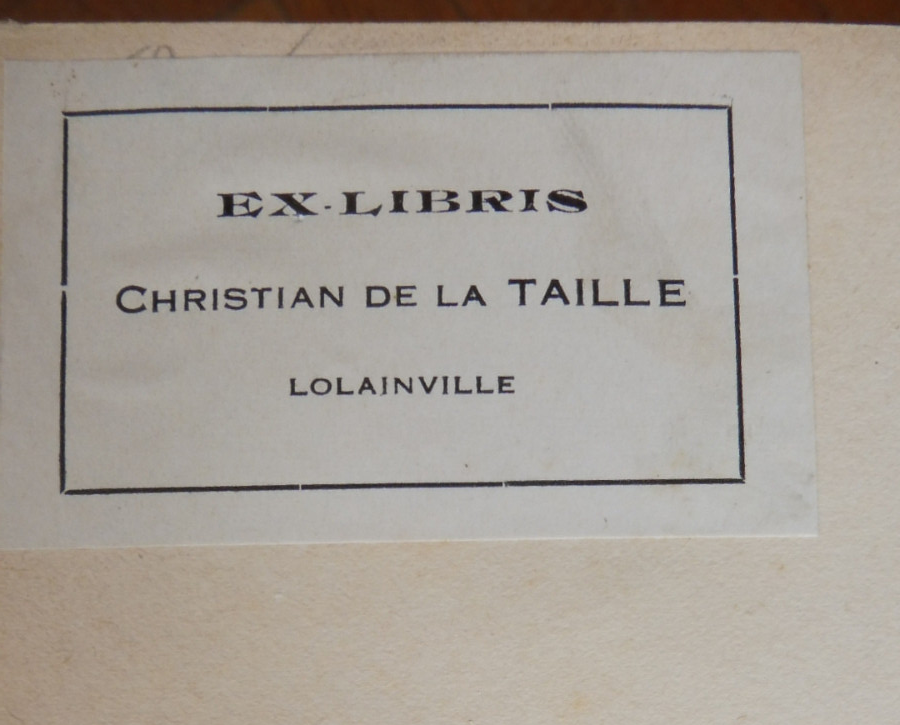 EX-LIBRIS
CHRISTIAN DE LA TAILLE
LOLAINVILLE